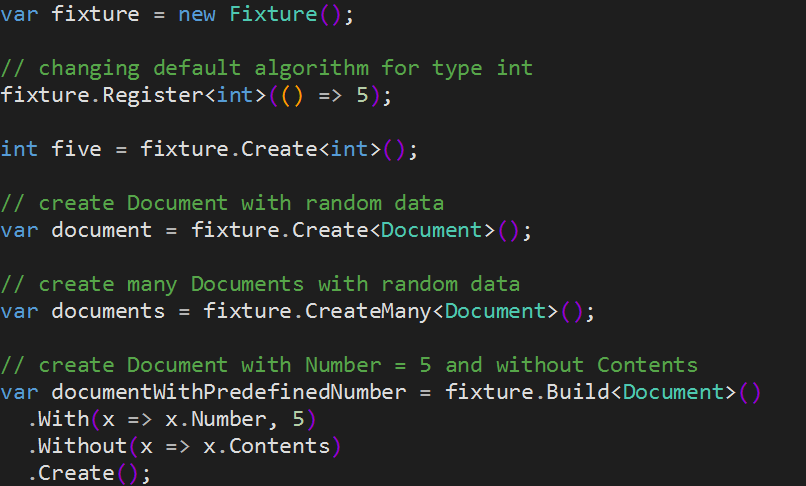 var fixture = new Fixture();
// changing default algorithm for type int
fixture.Register<int>(() => 5);
int five = fixture.Create<int>();
// create Document with random data
var document = fixture.Create<Document>();
// create many Documents with random data
var documents = fixture.CreateMany<Document>();
// create Document with Number = 5 and without Contents
var documentWithPredefinedNumber = fixture.Build<Document>()
.With(x => x.Number, 5)
.Without(x => x.Contents)
.Create();